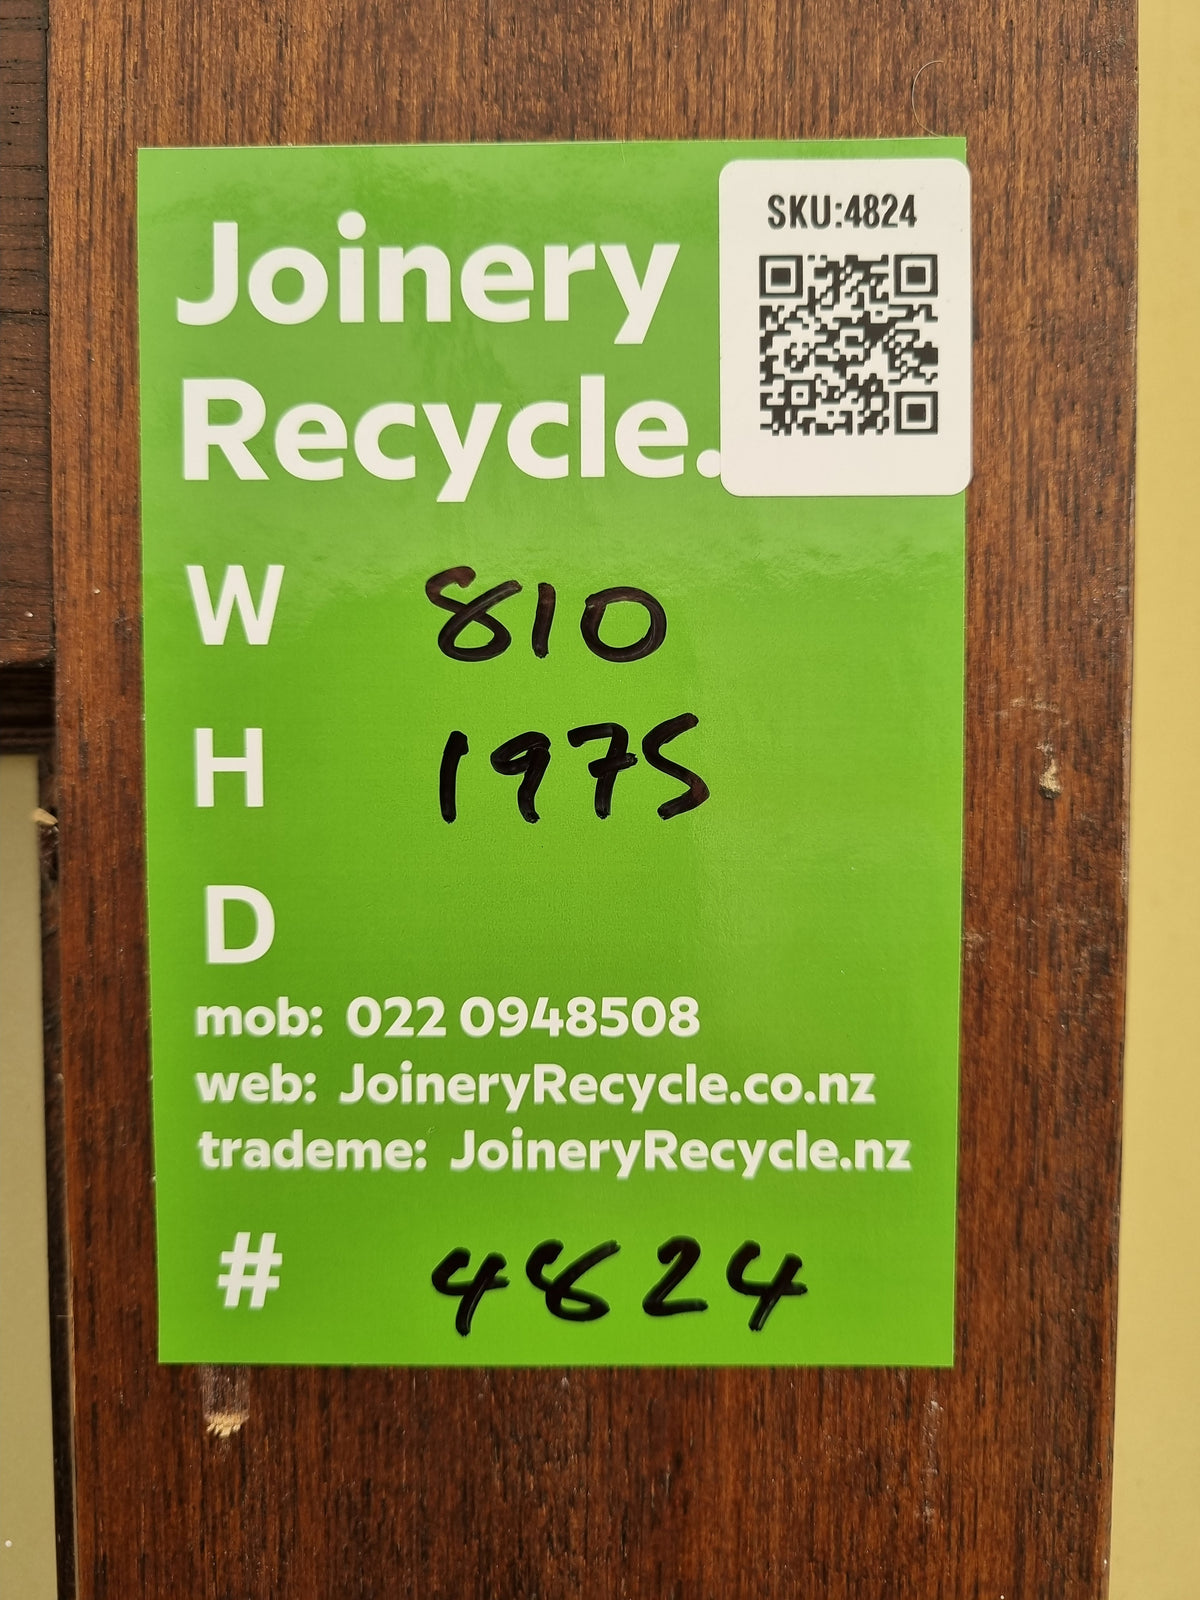 Joinery
Recycle.
SKU:4824
W 810
H 1975
D
mob: 022 0948508
web: JoineryRecycle.co.nz
trademe: JoineryRecycle.nz
# 4824